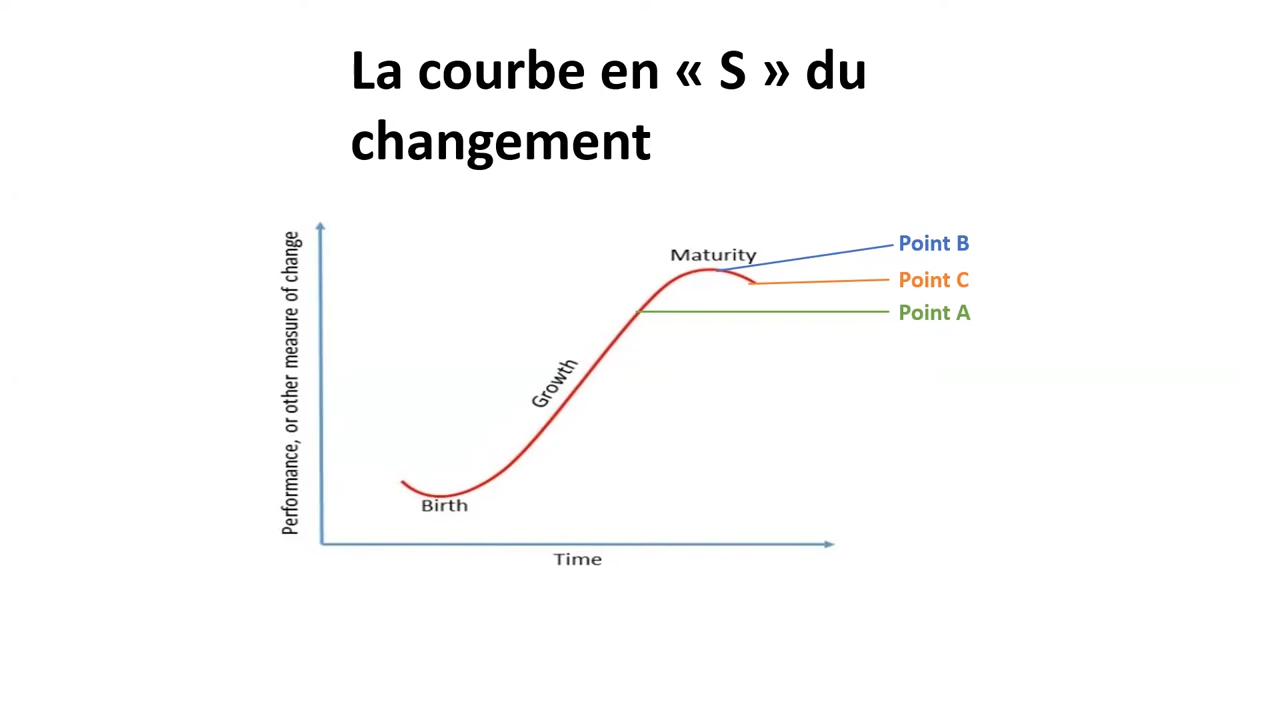 La courbe en « S » du
changement
Performance, or other measure of change
Maturity
Point B
Point C
Point A
Growth
Birth
Time